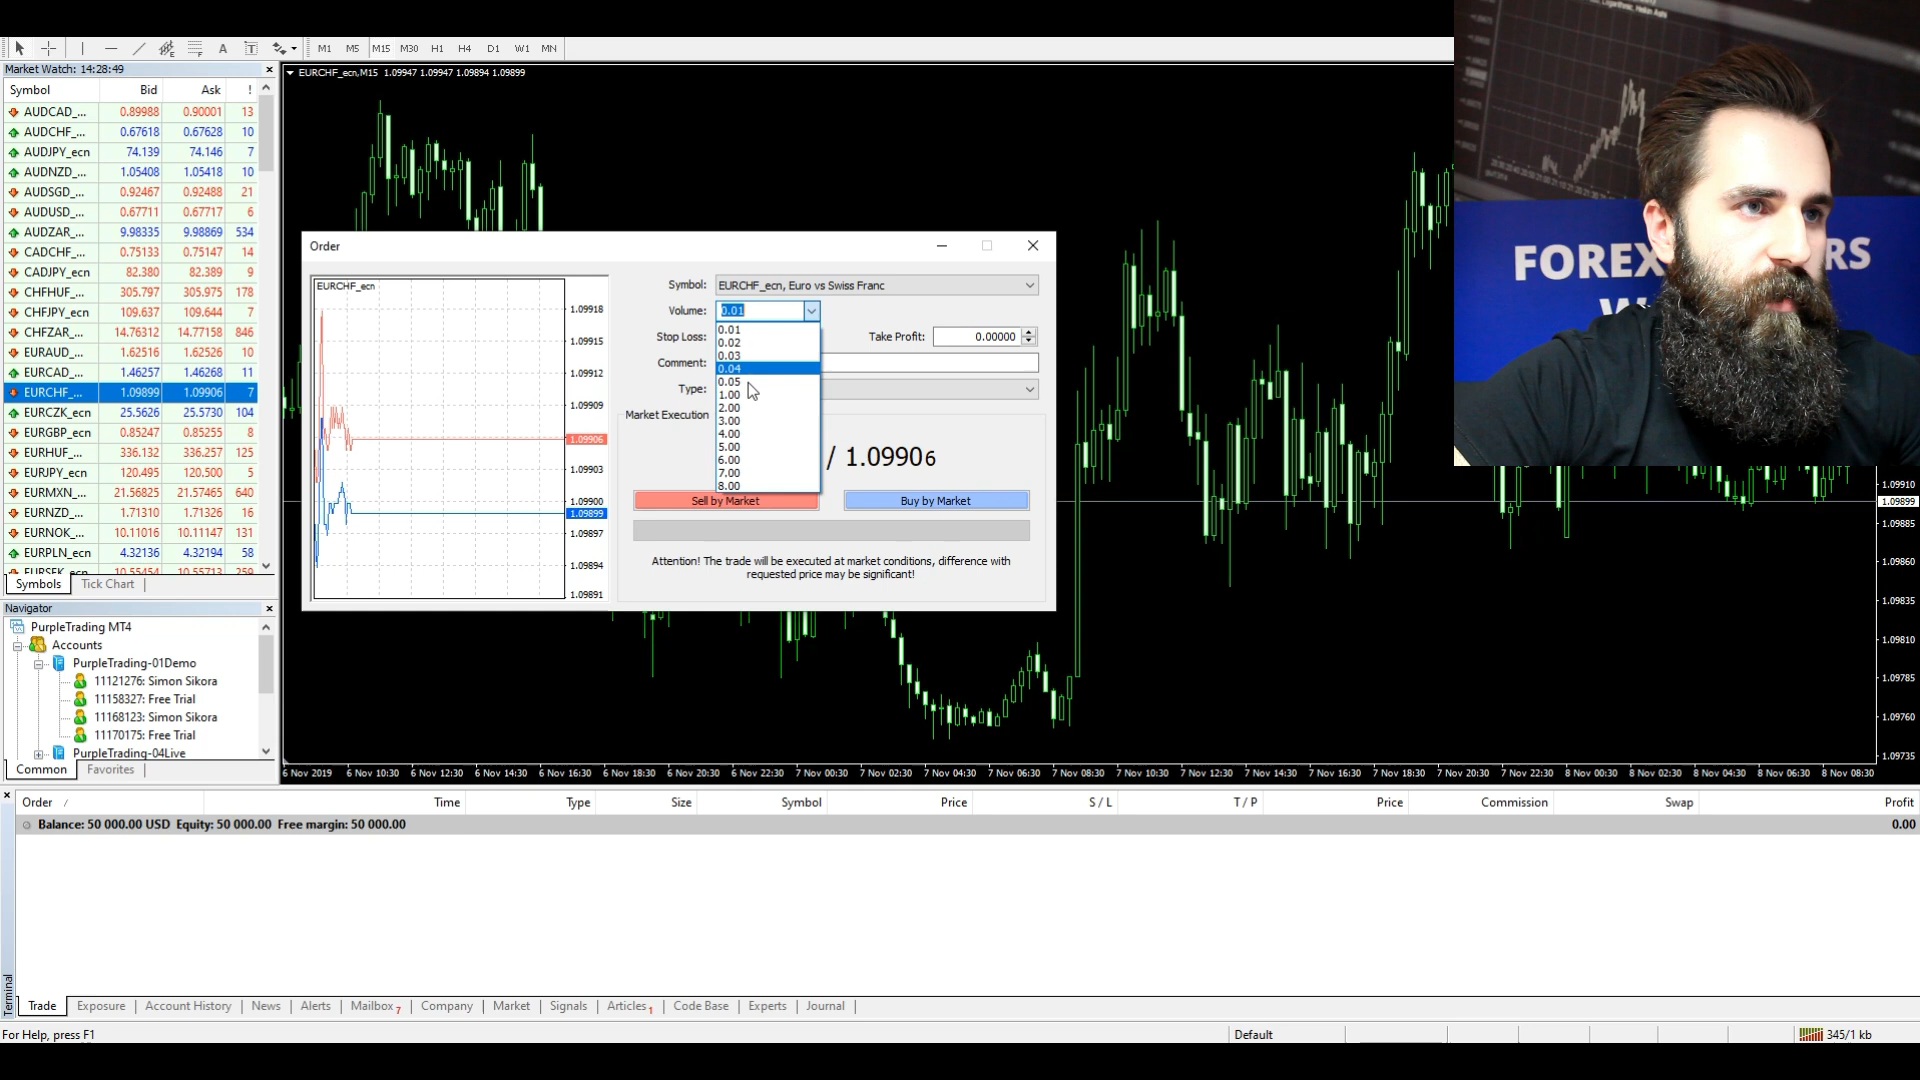 M1 M5 M15 M30 H1 H4 D1 W1 MN
A T
Market Watch: 14:28:49
Symbol Bid Ask !
AUDCAD_... 0.89988 0.90001 13
AUDCHF_... 0.67618 0.67628 10
AUDJPY_ecn 74.139 74.146 7
AUDNZD_... 1.05408 1.05418 10
AUDSGD_... 0.92467 0.92488 21
AUDUSD_... 0.67711 0.67717 6
AUDZAR_... 9.98335 9.98869 534
CADCHF_... 0.75133 0.75147 14
CADJPY_ecn 82.380 82.389 9
CHFHUF_... 305.797 305.975 178
CHFJPY_ecn 109.637 109.644 7
CHFZAR_... 14.76312 14.77158 846
EURAUD_... 1.62516 1.62526 10
EURCAD_... 1.46257 1.46268 11
EURCHF_... 1.09899 1.09906 7
EURCZK_ecn 25.5626 25.5730 104
EURGBP_ecn 0.85247 0.85255 8
EURHUF_... 336.132 336.257 125
EURJPY_ecn 120.495 120.500 5
EURMXN_... 21.56825 21.57465 640
EURNZD_... 1.71310 1.71326 16
EURNOK_... 10.11016 10.11147 131
EURPLN_ecn 4.32136 4.32194 58
EURSEK_ecn 10.55454 10.55713 259
Symbols Tick Chart
Navigator
PurpleTrading MT4
Accounts
PurpleTrading-01Demo
11121276: Simon Sikora
11158327: Free Trial
11168123: Simon Sikora
11170175: Free Trial
PurpleTrading-04Live
Common Favorites
EURCHF_ecn,M15 1.09947 1.09947 1.09894 1.09899
Order
EURCHF_ecn
1.09918
1.09915
1.09912
1.09909
1.09906
1.09903
1.09900
1.09899
1.09897
1.09894
1.09891
Symbol: EURCHF_ecn, Euro vs Swiss Franc
Volume: 0.01
Stop Loss: Take Profit: 0.00000
Comment:
Type:
Market Execution
0.01
0.02
0.03
0.04
0.05
1.00
2.00
3.00
4.00
5.00
6.00
7.00
8.00
/ 1.09906
Sell by Market Buy by Market
Attention! The trade will be executed at market conditions, difference with
requested price may be significant!
FOREX RS
1.09910
1.09899
1.09885
1.09860
1.09835
1.09810
1.09785
1.09760
1.09735
6 Nov 2019 6 Nov 10:30 6 Nov 12:30 6 Nov 14:30 6 Nov 16:30 6 Nov 18:30 6 Nov 20:30 6 Nov 22:30 7 Nov 00:30 7 Nov 02:30 7 Nov 04:30 7 Nov 06:30 7 Nov 08:30 7 Nov 10:30 7 Nov 12:30 7 Nov 14:30 7 Nov 16:30 7 Nov 18:30 7 Nov 20:30 7 Nov 22:30 8 Nov 00:30 8 Nov 02:30 8 Nov 04:30 8 Nov 06:30 8 Nov 08:30
Order / Time Type Size Symbol Price S / L T / P Price Commission Swap Profit
Balance: 50 000.00 USD Equity: 50 000.00 Free margin: 50 000.00 0.00
Terminal
Trade Exposure Account History News Alerts Mailbox 7 Company Market Signals Articles 1 Code Base Experts Journal
For Help, press F1 Default 345/1 kb